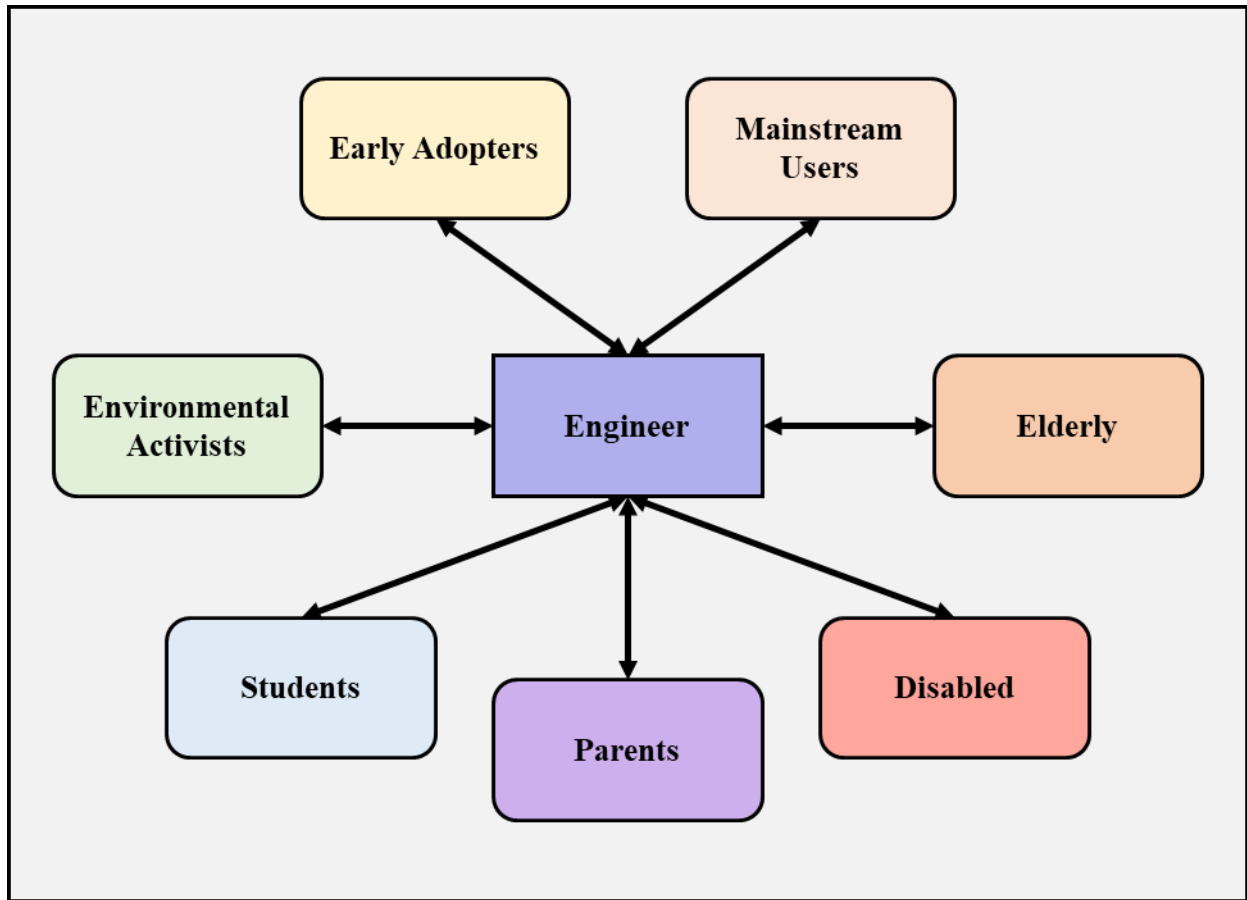 Early Adopters
Mainstream
Users
Environmental
Activists
Engineer
Elderly
Students
Parents
Disabled